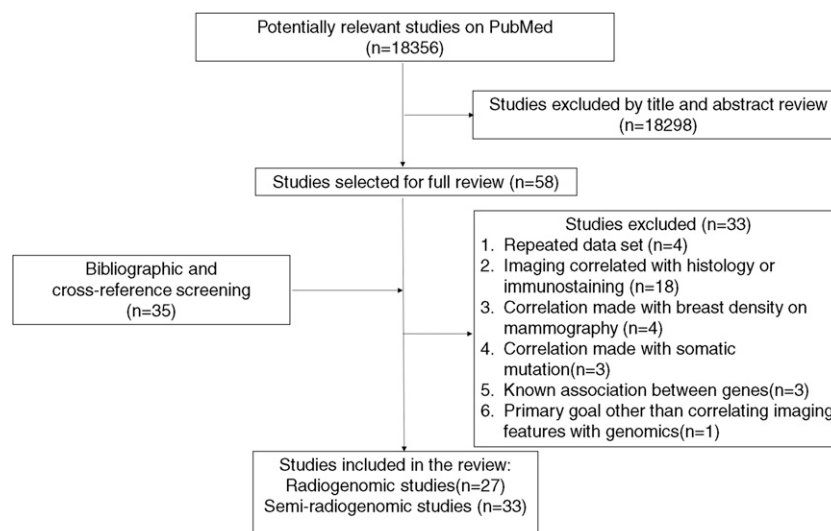 Potentially relevant studies on PubMed
(n=18356)
Studies excluded by title and abstract review
(n=18298)
Studies selected for full review (n=58)
Bibliographic and
cross-reference screening
(n=35)
Studies excluded (n=33)
1. Repeated data set (n=4)
2. Imaging correlated with histology or
immunostaining (n=18)
3. Correlation made with breast density on
mammography (n=4)
4. Correlation made with somatic
mutation(n=3)
5. Known association between genes(n=3)
6. Primary goal other than correlating imaging
features with genomics(n=1)
Studies included in the review:
Radiogenomic studies(n=27)
Semi-radiogenomic studies (n=33)